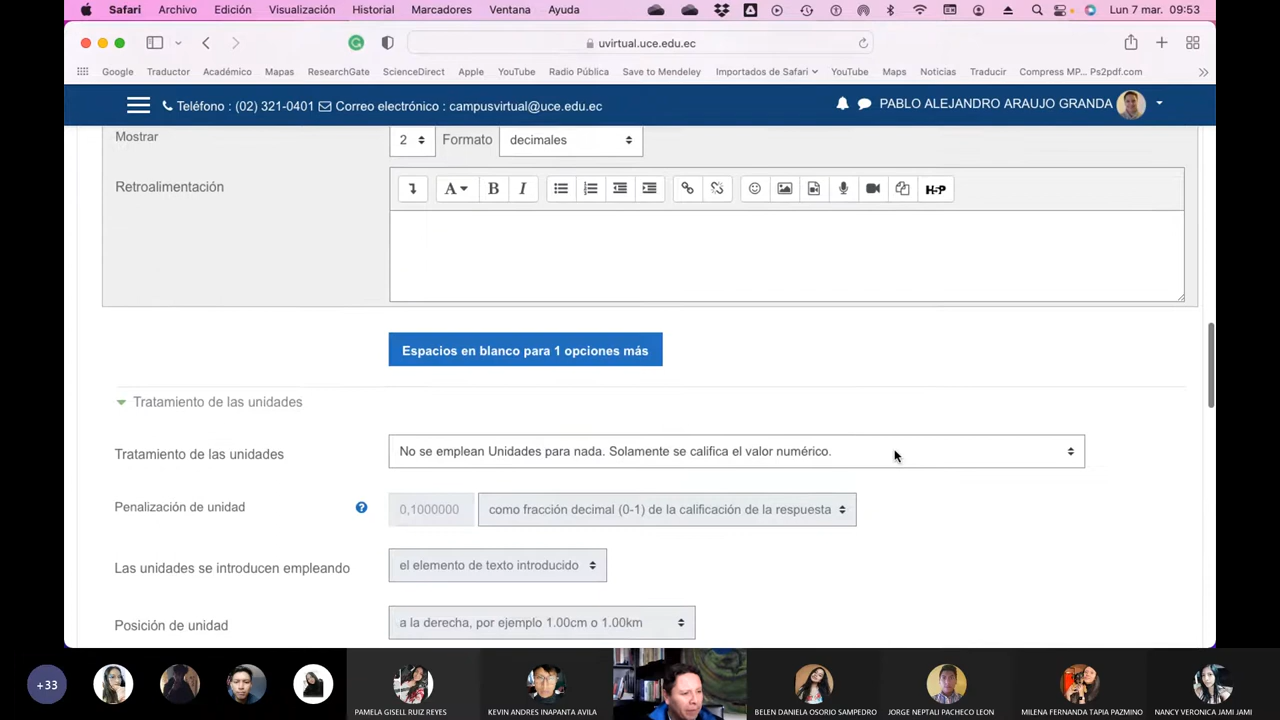 Safari Archivo Edición Visualización Historial Marcadores Ventana Ayuda Lun 7 mar. 09:53
uvirtual.uce.edu.ec
Google Traductor Académico Mapas ResearchGate ScienceDirect Apple YouTube Radio Pública Save to Mendeley Importados de Safari YouTube Maps Noticias Traducir Compress MP... Ps2pdf.com
Teléfono : (02) 321-0401 Correo electrónico : campusvirtual@uce.edu.ec PABLO ALEJANDRO ARAUJO GRANDA
Mostrar 2 Formato decimales
Retroalimentación A B I H-P
Espacios en blanco para 1 opciones más
Tratamiento de las unidades
Tratamiento de las unidades No se emplean Unidades para nada. Solamente se califica el valor numérico.
Penalización de unidad ? 0,1000000 como fracción decimal (0-1) de la calificación de la respuesta
Las unidades se introducen empleando el elemento de texto introducido
Posición de unidad a la derecha, por ejemplo 1.00cm o 1.00km
+33
PAMELA GISELL RUIZ REYES KEVIN ANDRES INAPANTA AVILA BELEN DANIELA OSORIO SAMPEDRO JORGE NEPTALI PACHECO LEON MILENA FERNANDA TAPIA PAZMINO NANCY VERONICA JAMI JAMI